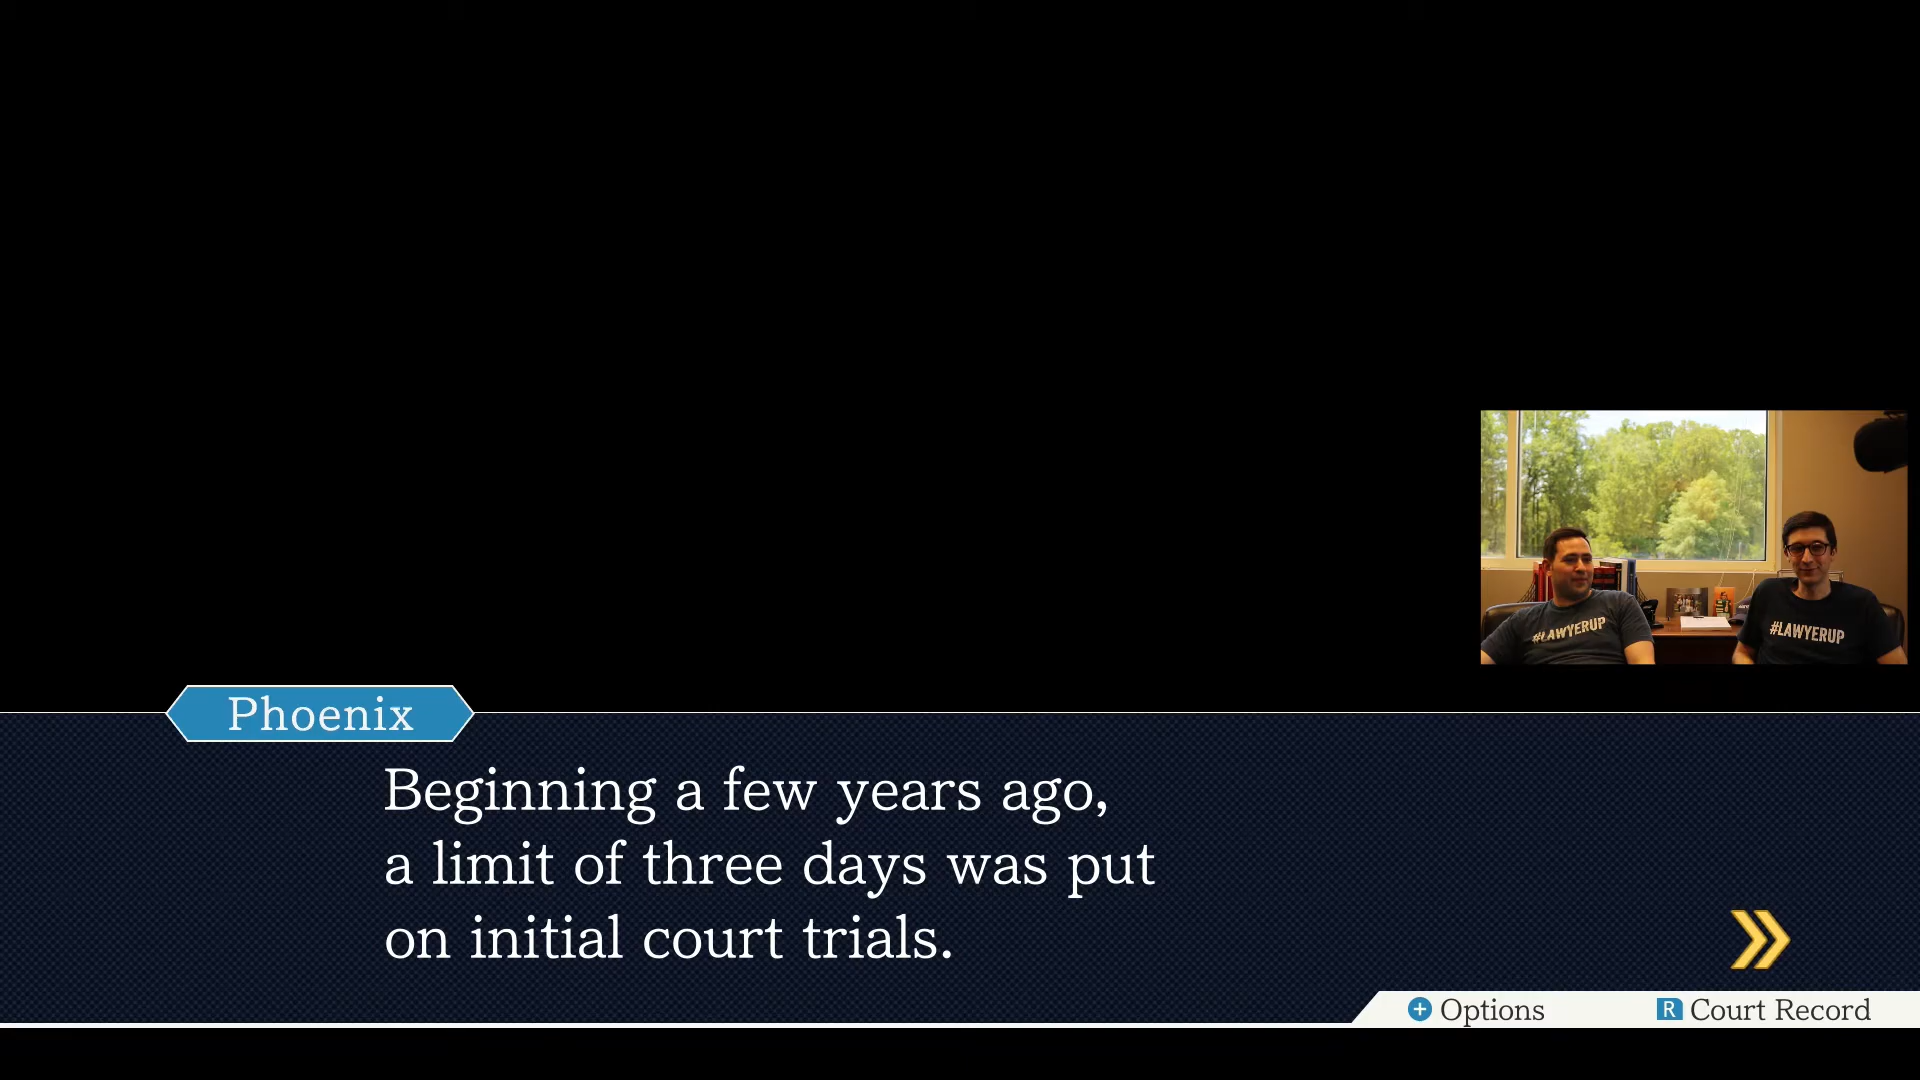 #LAWYERUP
#LAWYERUP
Phoenix
Beginning a few years ago,
a limit of three days was put
on initial court trials.
+ Options
R Court Record